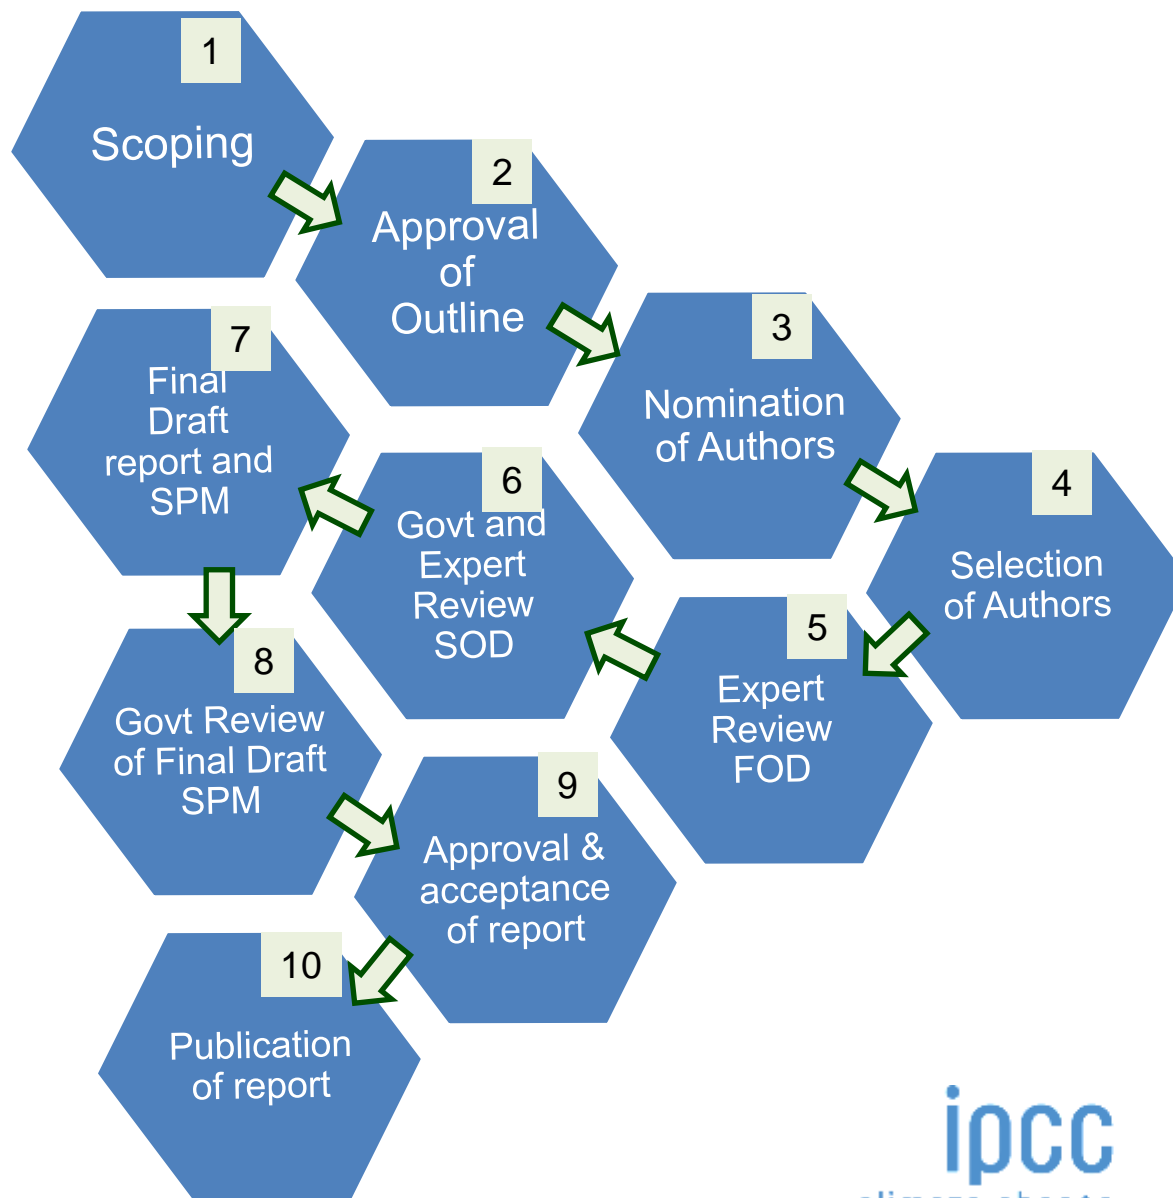 1
Scoping
2
Approval
of
Outline
3
Nomination
of Authors
4
Selection
of Authors
5
Expert
Review
FOD
6
Govt and
Expert
Review
SOD
7
Final
Draft
report and
SPM
8
Govt Review
of Final Draft
SPM
9
Approval &
acceptance
of report
10
Publication
of report
ipcc